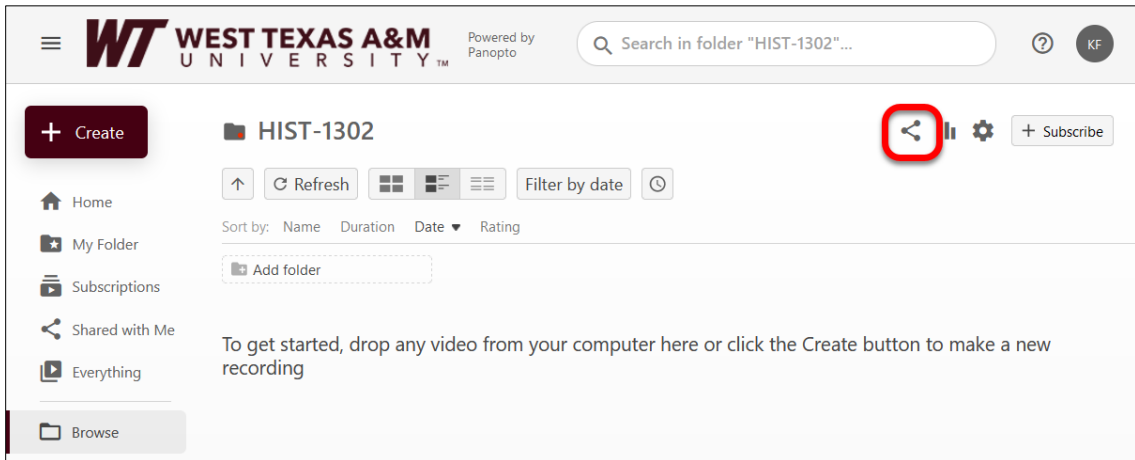 WT WEST TEXAS A&M
UNIVERSITY™
Powered by
Panopto
Search in folder "HIST-1302"...
KF
Create
HIST-1302
+ Subscribe
Refresh
Filter by date
Home
Sort by: Name Duration Date Rating
My Folder
Add folder
Subscriptions
Shared with Me
To get started, drop any video from your computer here or click the Create button to make a new
recording
Everything
Browse